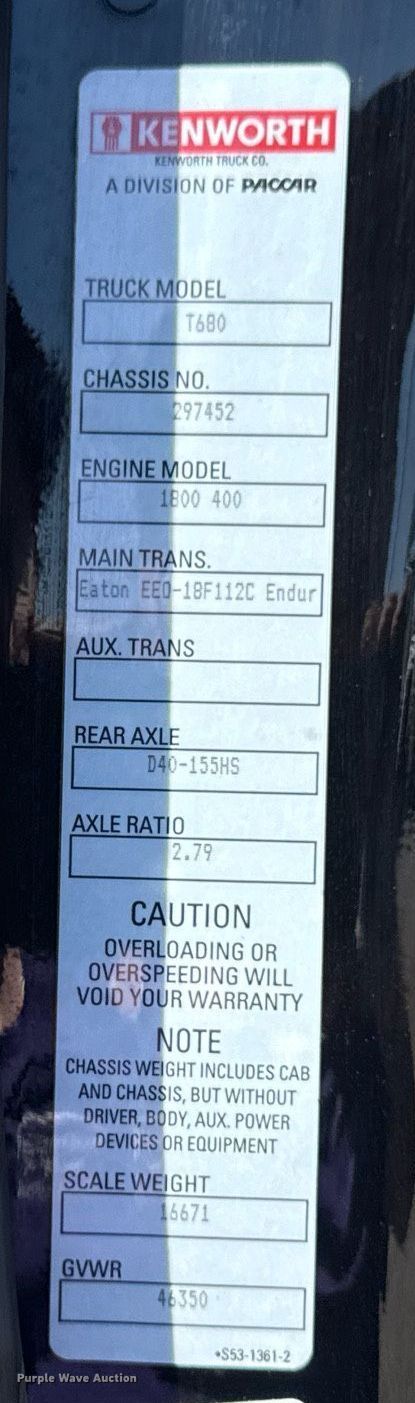 KENWORTH
KENWORTH TRUCK CO.
A DIVISION OF PACCAR
TRUCK MODEL
T680
CHASSIS NO.
297452
ENGINE MODEL
1800 400
MAIN TRANS.
Eaton EEO-18F112C Endur
AUX. TRANS
REAR AXLE
D40-155HS
AXLE RATIO
2.79
CAUTION
OVERLOADING OR
OVERSPEEDING WILL
VOID YOUR WARRANTY
NOTE
CHASSIS WEIGHT INCLUDES CAB
AND CHASSIS, BUT WITHOUT
DRIVER, BODY, AUX. POWER
DEVICES OR EQUIPMENT
SCALE WEIGHT
16671
GVWR
46350
*S53-1361-2
Purple Wave Auction